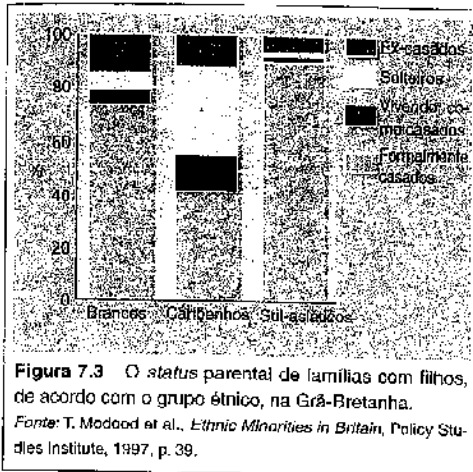 100
80
60
%
40
20
0
Brancos Caribenhos Sul-asiáticos
Ex-casados
Solteiros
Vivendo co-
mo casados
Formalmente
casados
Figura 7.3 O status parental de famílias com filhos,
de acordo com o grupo étnico, na Grã-Bretanha.
Fonte: T. Modood et al., Ethnic Minorities in Britain, Policy Stu-
dies Institute, 1997, p. 39.